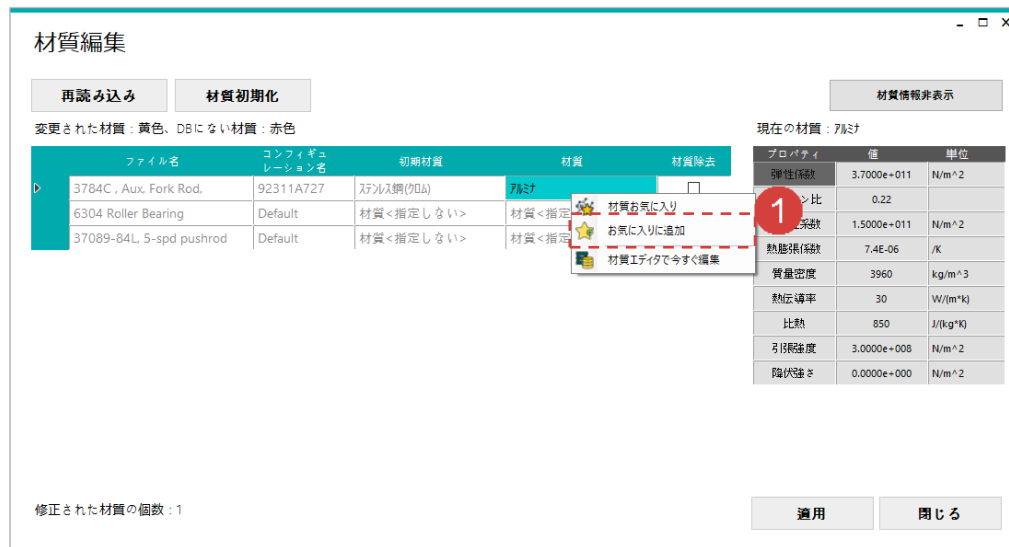 材質編集
再読み込み 材質初期化 材質情報非表示
変更された材質 : 黄色、DBにない材質 : 赤色
現在の材質 : アルミナ
ファイル名 コンフィギュレーション名 初期材質 材質 材質除去
3784C , Aux, Fork Rod, 92311A727 ステンレス鋼(クロム) アルミナ
6304 Roller Bearing Default 材質<指定しない> 材質<指定
37089-84L, 5-spd pushrod Default 材質<指定しない> 材質<指定
材質お気に入り
お気に入りに追加
材質エディタで今すぐ編集
1
プロパティ 値 単位
弾性係数 3.7000e+011 N/m^2
ン比 0.22
系数 1.5000e+011 N/m^2
熱膨張係数 7.4E-06 /K
質量密度 3960 kg/m^3
熱伝導率 30 W/(m*k)
比熱 850 J/(kg*K)
引張強度 3.0000e+008 N/m^2
降伏強さ 0.0000e+000 N/m^2
修正された材質の個数 : 1
適用 閉じる